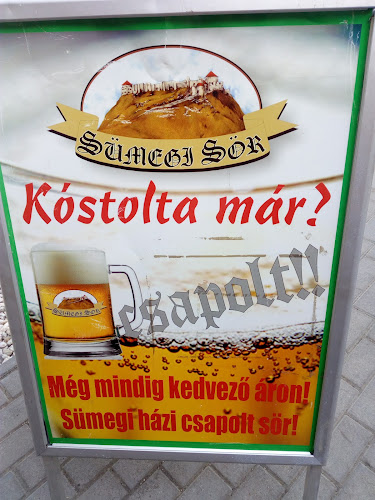 SÜMEGI SÖR
Kóstolta már?
csapolt!!
SÜMEGI SÖR
Még mindig kedvező áron!
Sümegi házi csapolt sör!